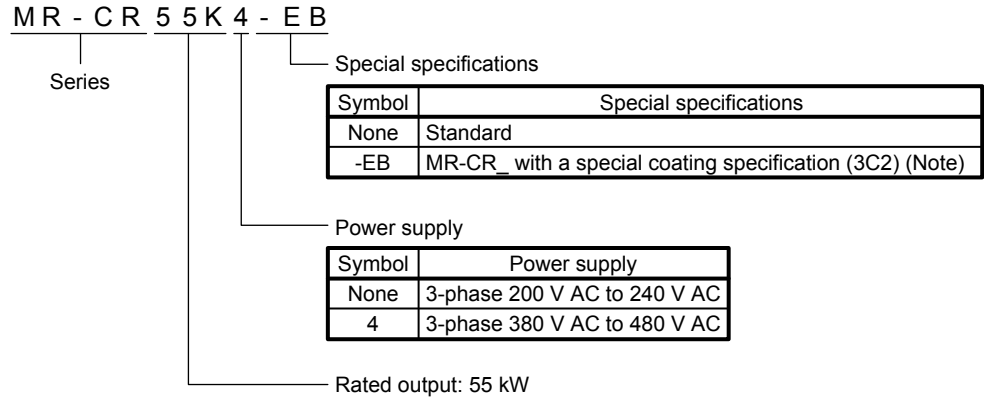 MR-CR55K4-EB
Series
Special specifications
Symbol Special specifications
None Standard
-EB MR-CR_ with a special coating specification (3C2) (Note)
Power supply
Symbol Power supply
None 3-phase 200 V AC to 240 V AC
4 3-phase 380 V AC to 480 V AC
Rated output: 55 kW